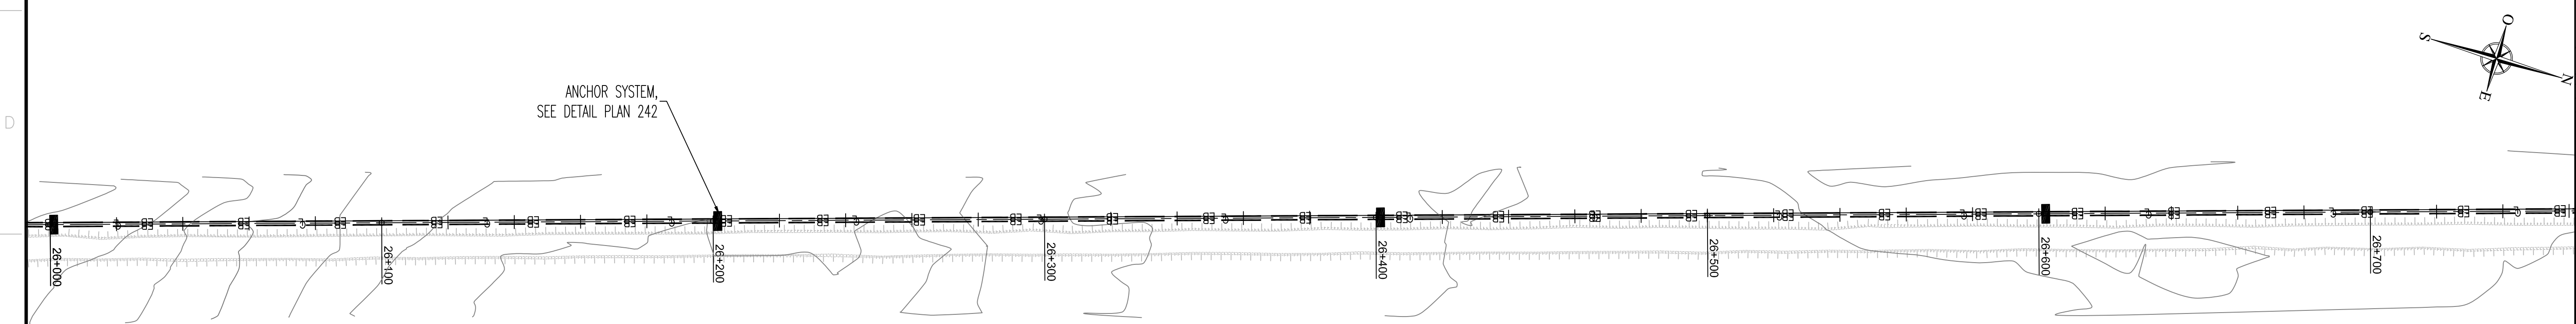 O
S
N
E
ANCHOR SYSTEM,
SEE DETAIL PLAN 242
D
26+000
26+100
26+200
26+300
26+400
26+500
26+600
26+700